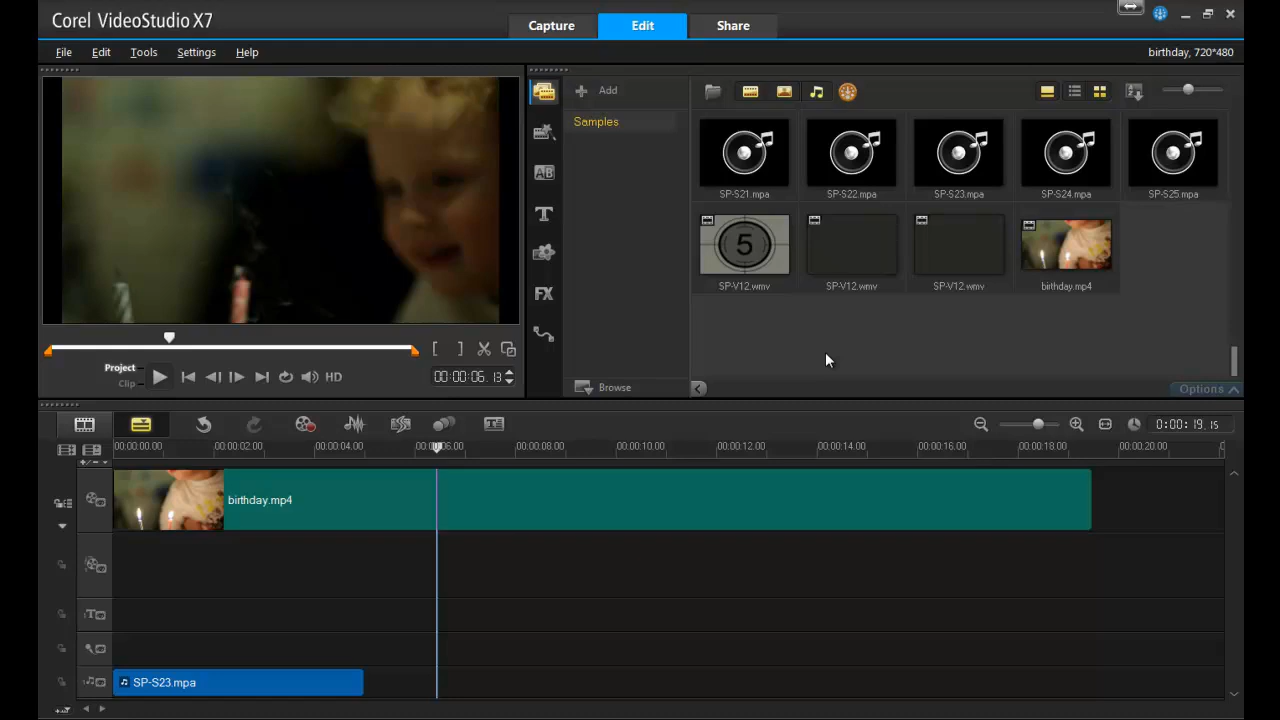 Corel VideoStudio X7
Capture
Edit
Share
File
Edit
Tools
Settings
Help
birthday, 720*480
Add
Samples
SP-S21.mpa
SP-S22.mpa
SP-S23.mpa
SP-S24.mpa
SP-S25.mpa
5
SP-V12.wmv
SP-V12.wmv
SP-V12.wmv
birthday.mp4
AB
T
FX
Project
Clip
HD
00:00:06.13
Browse
Options
0:00:19.15
00:00:00.00
00:00:02.00
00:00:04.00
00:00:06.00
00:00:08.00
00:00:10.00
00:00:12.00
00:00:14.00
00:00:16.00
00:00:18.00
00:00:20.00
birthday.mp4
SP-S23.mpa